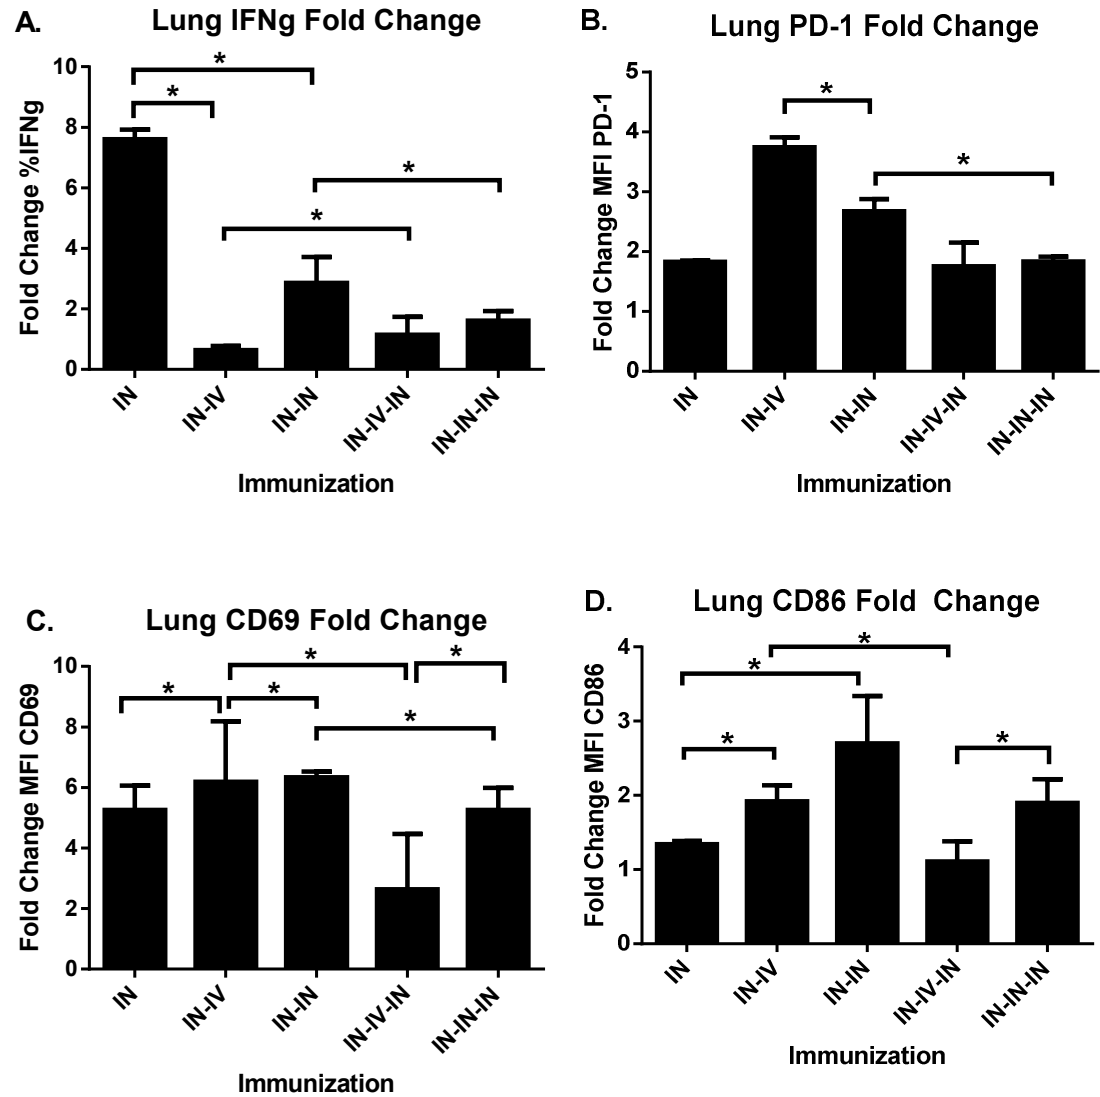 A.
Lung IFNg Fold Change
Fold Change %IFNg
10
8
6
4
2
0
*
*
*
*
IN
IN-IV
IN-IN
IN-IV-IN
IN-IN-IN
Immunization
B.
Lung PD-1 Fold Change
Fold Change MFI PD-1
5
4
3
2
1
0
*
*
IN
IN-IV
IN-IN
IN-IV-IN
IN-IN-IN
Immunization
C.
Lung CD69 Fold Change
Fold Change MFI CD69
10
8
6
4
2
0
*
*
*
*
*
IN
IN-IV
IN-IN
IN-IV-IN
IN-IN-IN
Immunization
D.
Lung CD86 Fold  Change
Fold Change MFI CD86
4
3
2
1
0
*
*
*
*
IN
IN-IV
IN-IN
IN-IV-IN
IN-IN-IN
Immunization